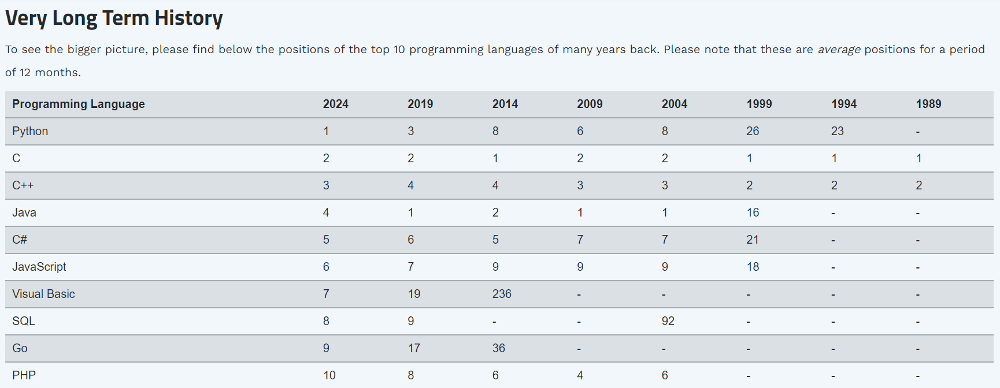 Very Long Term History
To see the bigger picture, please find below the positions of the top 10 programming languages of many years back. Please note that these are average positions for a period
of 12 months.
Programming Language 2024 2019 2014 2009 2004 1999 1994 1989
Python 1 3 8 6 8 26 23 -
C 2 2 1 2 2 1 1 1
C++ 3 4 4 3 3 2 2 2
Java 4 1 2 1 1 16 - -
C# 5 6 5 7 7 21 - -
JavaScript 6 7 9 9 9 18 - -
Visual Basic 7 19 236 - - - - -
SQL 8 9 - - 92 - - -
Go 9 17 36 - - - - -
PHP 10 8 6 4 6 - - -